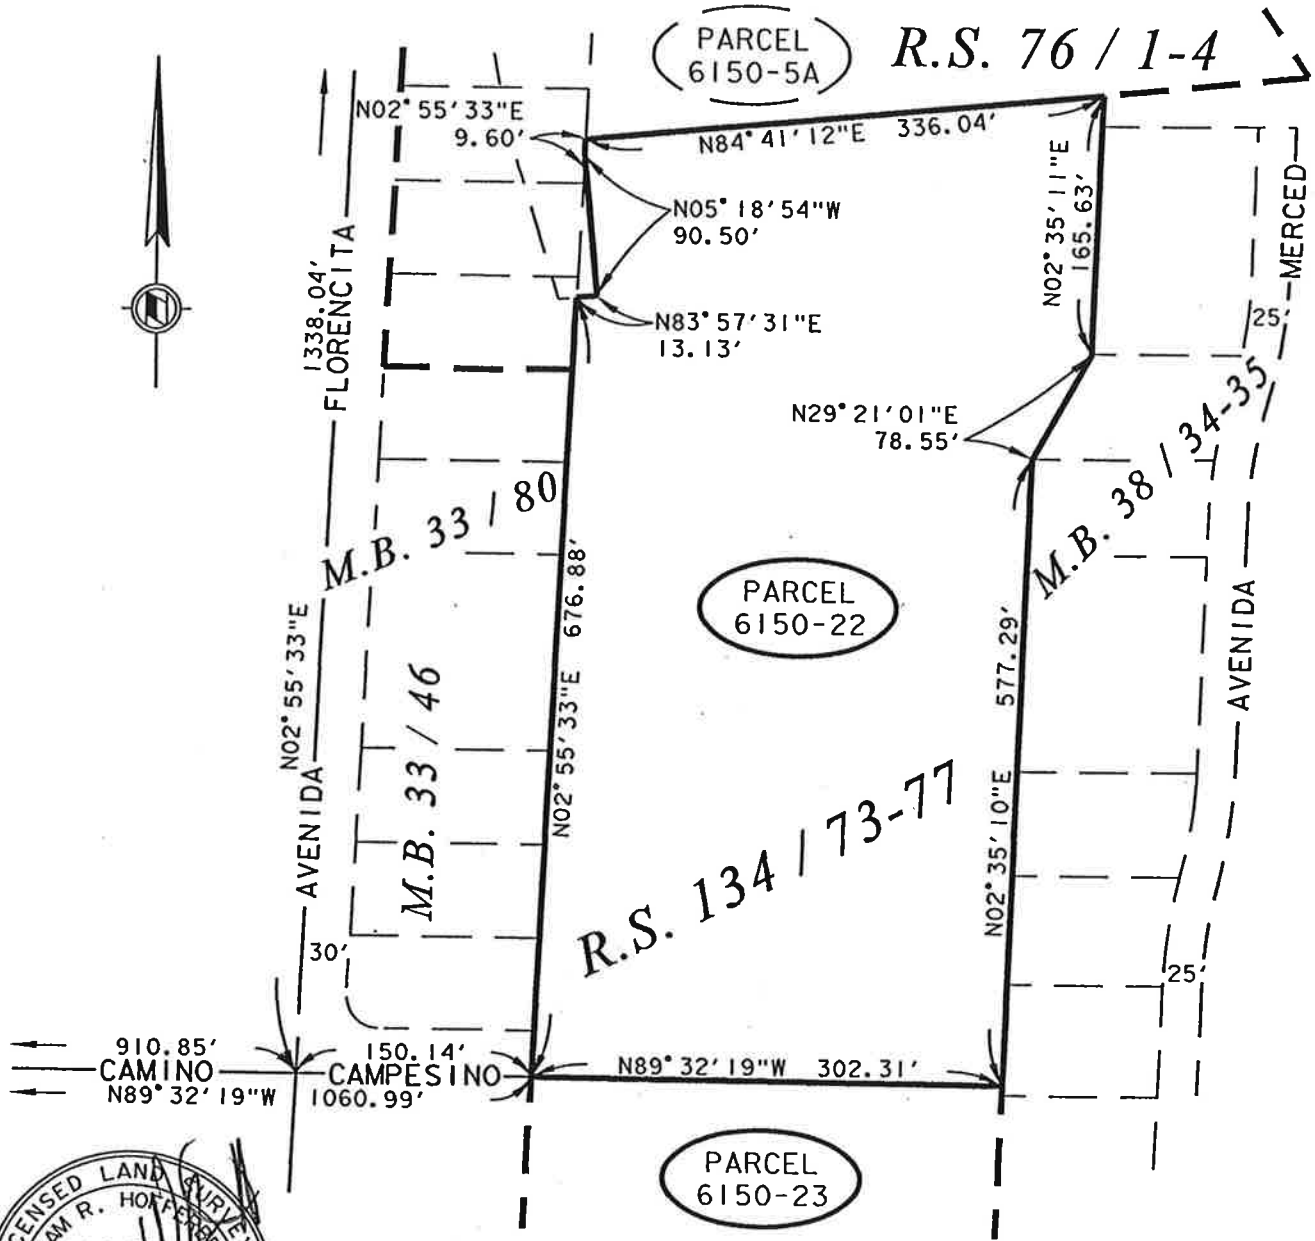 PARCEL
6150-5A
R.S. 76 / 1-4
N02°55'33"E
9.60'
N84°41'12"E 336.04'
N05°18'54"W
90.50'
N02°35'11"E
165.63'
MERCED
25'
1338.04'
FLORENCITA
N83°57'31"E
13.13'
N29°21'01"E
78.55'
M.B. 38 / 34-35
M.B. 33 / 80
PARCEL
6150-22
N02°55'33"E 676.88'
N02°55'33"E
AVENIDA
M.B. 33 / 46
577.29'
N02°35'10"E
AVENIDA
R.S. 134 / 73-77
30'
25'
910.85'
CAMINO
N89°32'19"W
150.14'
CAMPESINO
1060.99'
N89°32'19"W 302.31'
PARCEL
6150-23
LAND